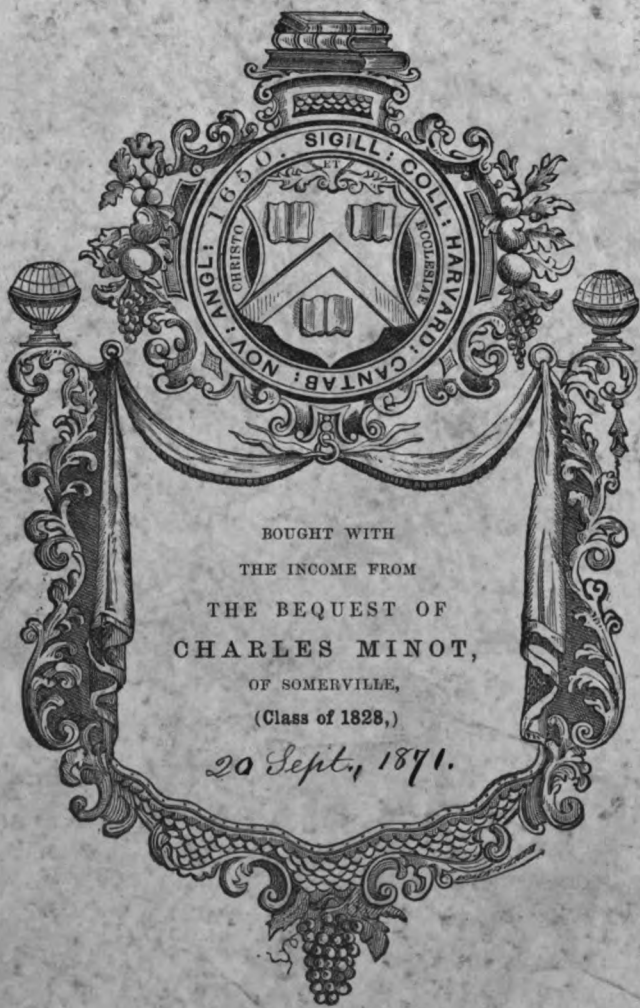 SIGILL: COLL: HARVARD: CANTAB: NOV: ANGL: 1650.
ET
CHRISTO
ECCLESIAE
BOUGHT WITH
THE INCOME FROM
THE BEQUEST OF
CHARLES MINOT,
OF SOMERVILLE,
(Class of 1828,)
20 Sept., 1871.